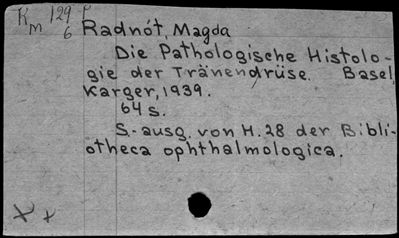 K 129 P
m 6
Radnót, Magda
Die Pathologische Histolo-
gie der Tränendrüse. Basel,
Karger, 1939.
64 s.
S.-ausg. von H. 28 der Bibli-
otheca ophthalmologica.